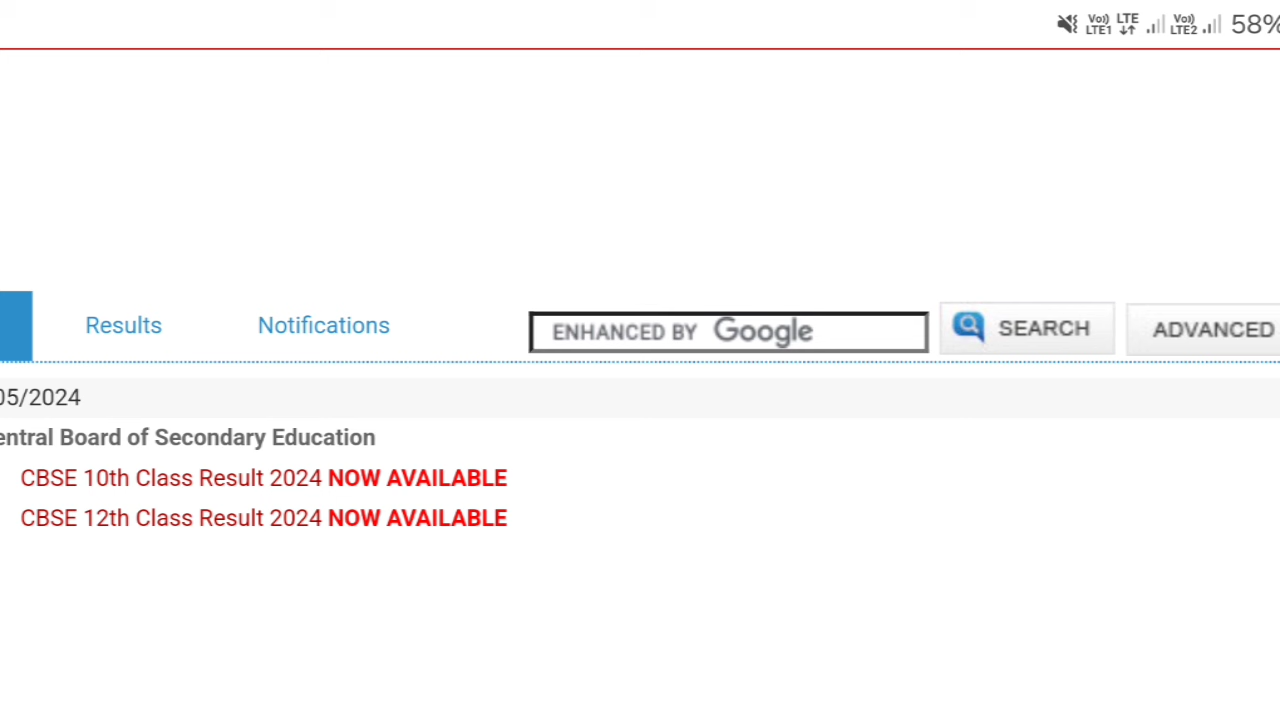 Vo)) LTE 58%
LTE1 LTE2
Results Notifications ENHANCED BY Google SEARCH ADVANCED
05/2024
entral Board of Secondary Education
CBSE 10th Class Result 2024 NOW AVAILABLE
CBSE 12th Class Result 2024 NOW AVAILABLE